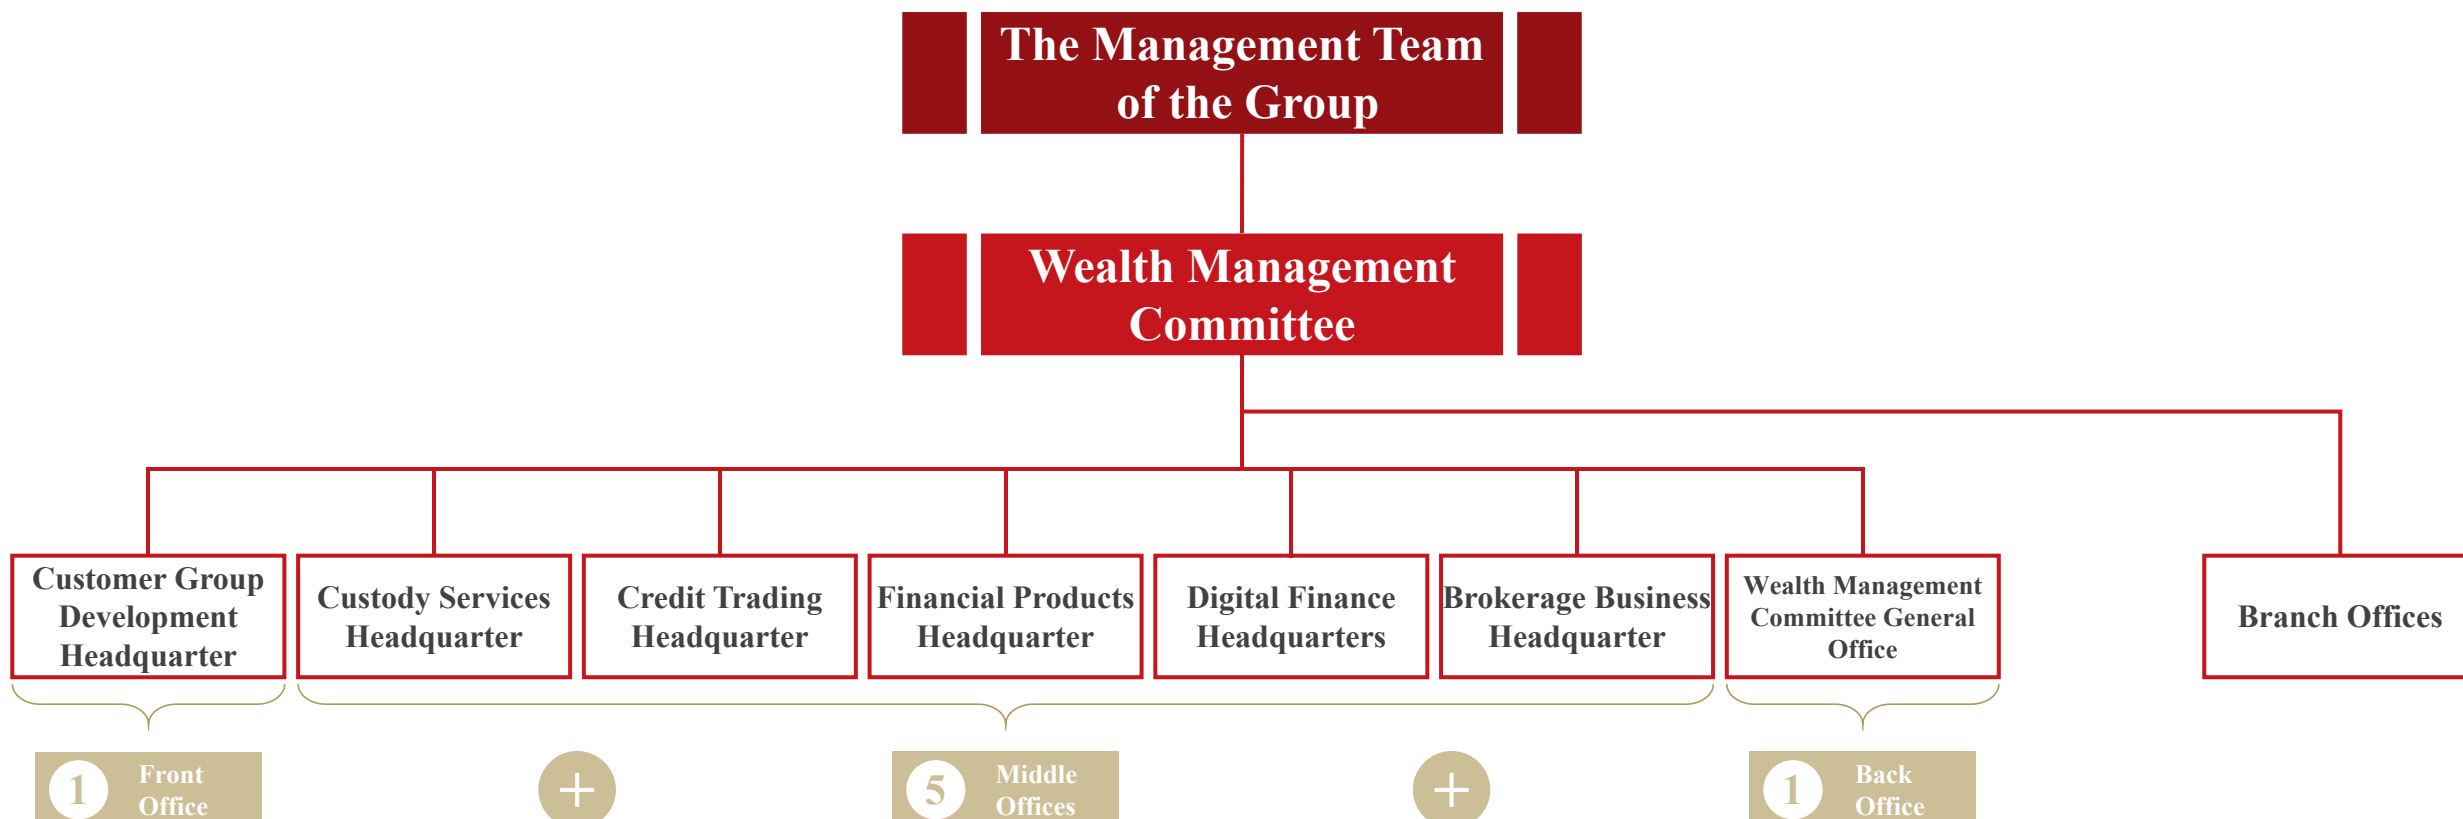 The Management Team
of the Group
Wealth Management
Committee
Customer Group
Development
Headquarter
Custody Services
Headquarter
Credit Trading
Headquarter
Financial Products
Headquarter
Digital Finance
Headquarters
Brokerage Business
Headquarter
Wealth Management
Committee General
Office
Branch Offices
1
Front
Office
+
5
Middle
Offices
+
1
Back
Office